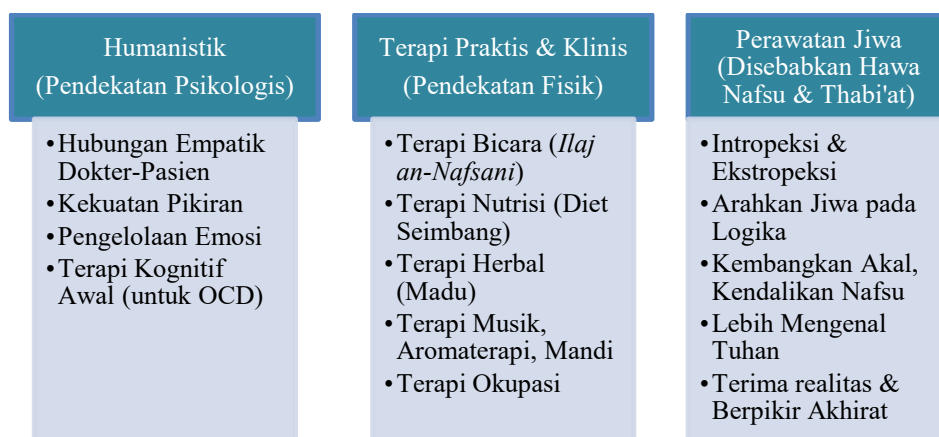 Humanistik
(Pendekatan Psikologis)
•Hubungan Empatik
Dokter-Pasien
•Kekuatan Pikiran
•Pengelolaan Emosi
•Terapi Kognitif
Awal (untuk OCD)
Terapi Praktis & Klinis
(Pendekatan Fisik)
•Terapi Bicara (Ilaj
an-Nafsani)
•Terapi Nutrisi (Diet
Seimbang)
•Terapi Herbal
(Madu)
•Terapi Musik,
Aromaterapi, Mandi
•Terapi Okupasi
Perawatan Jiwa
(Disebabkan Hawa
Nafsu & Thabi'at)
•Intropeksi &
Ekstropeksi
•Arahkan Jiwa pada
Logika
•Kembangkan Akal,
Kendalikan Nafsu
•Lebih Mengenal
Tuhan
•Terima realitas &
Berpikir Akhirat